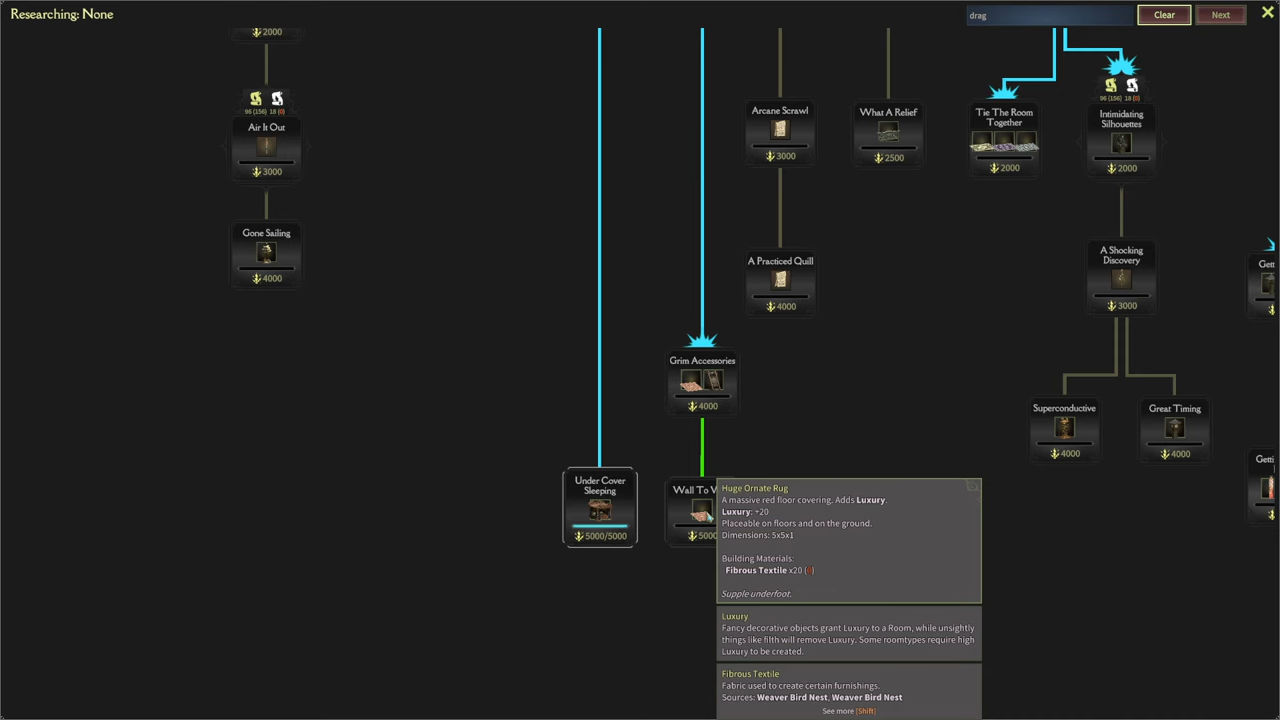 Researching: None
drag
Clear
Next
2000
96 (156) 18 (0)
Air It Out
3000
Gone Sailing
4000
Arcane Scrawl
3000
What A Relief
2500
Tie The Room
Together
2000
96 (156) 18 (0)
Intimidating
Silhouettes
2000
A Practiced Quill
4000
A Shocking
Discovery
3000
Gett
Grim Accessories
4000
Superconductive
4000
Great Timing
4000
Getti
Under Cover
Sleeping
5000/5000
Wall To W
5000
Huge Ornate Rug
A massive red floor covering. Adds Luxury.
Luxury: +20
Placeable on floors and on the ground.
Dimensions: 5x5x1
Building Materials:
Fibrous Textile x20 (0)
Supple underfoot.
Luxury
Fancy decorative objects grant Luxury to a Room, while unsightly
things like filth will remove Luxury. Some roomtypes require high
Luxury to be created.
Fibrous Textile
Fabric used to create certain furnishings.
Sources: Weaver Bird Nest, Weaver Bird Nest
See more [Shift]